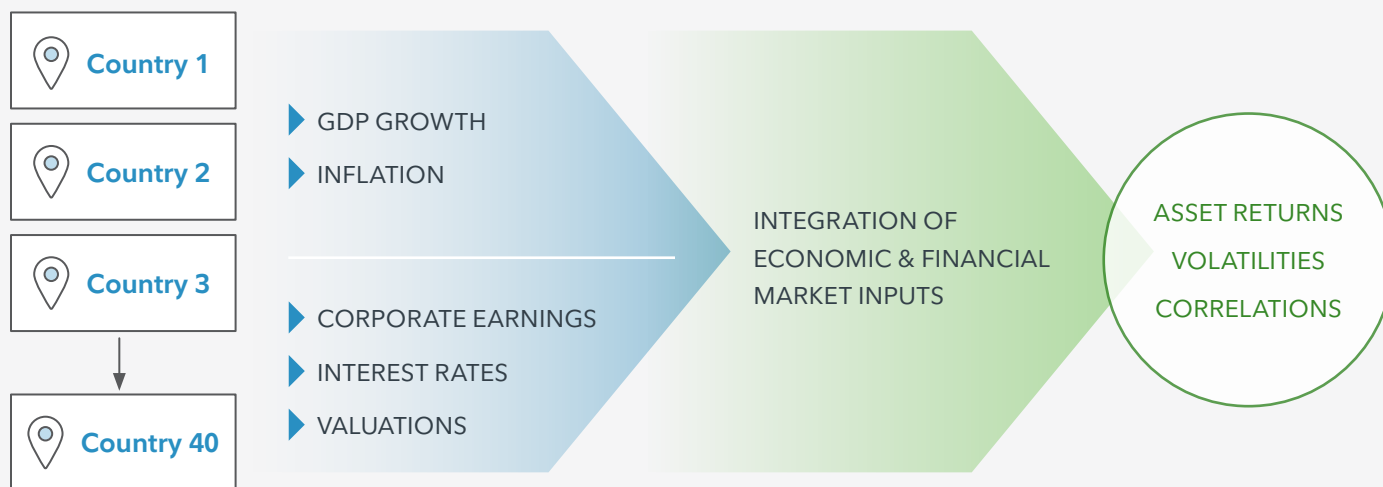 Country 1
Country 2
Country 3
Country 40
GDP GROWTH
INFLATION
CORPORATE EARNINGS
INTEREST RATES
VALUATIONS
INTEGRATION OF
ECONOMIC & FINANCIAL
MARKET INPUTS
ASSET RETURNS
VOLATILITIES
CORRELATIONS